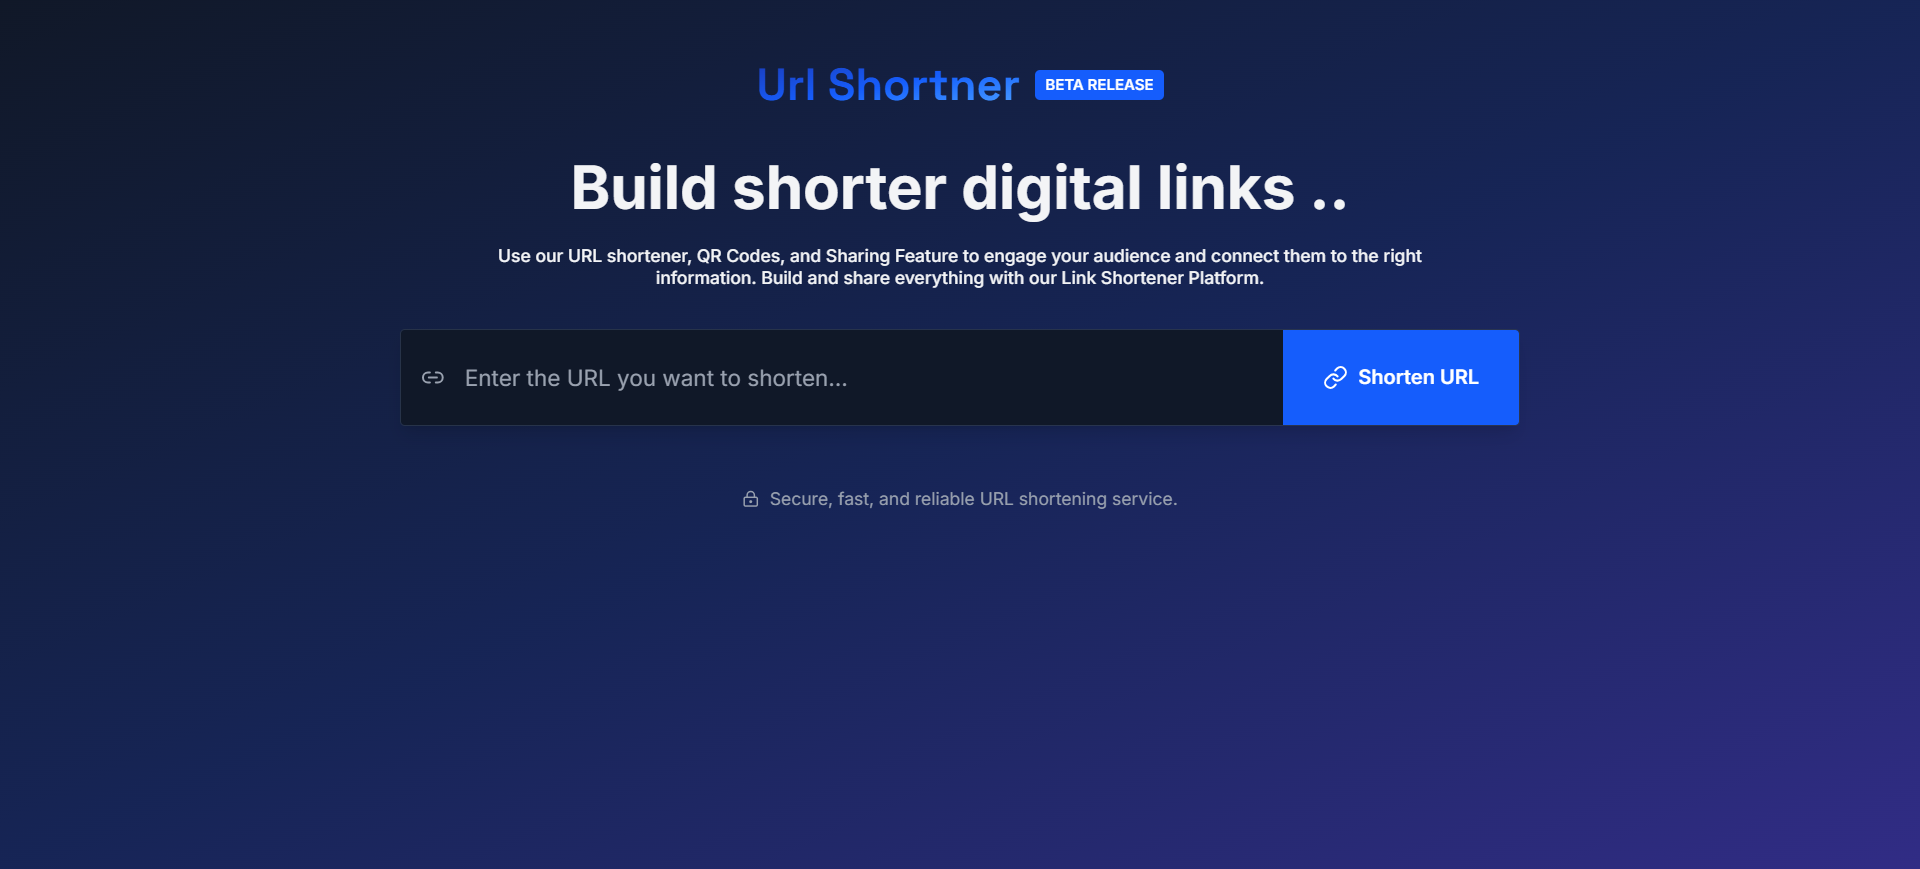 Url Shortner
BETA RELEASE
Build shorter digital links ..
Use our URL shortener, QR Codes, and Sharing Feature to engage your audience and connect them to the right
information. Build and share everything with our Link Shortener Platform.
Enter the URL you want to shorten...
Shorten URL
Secure, fast, and reliable URL shortening service.